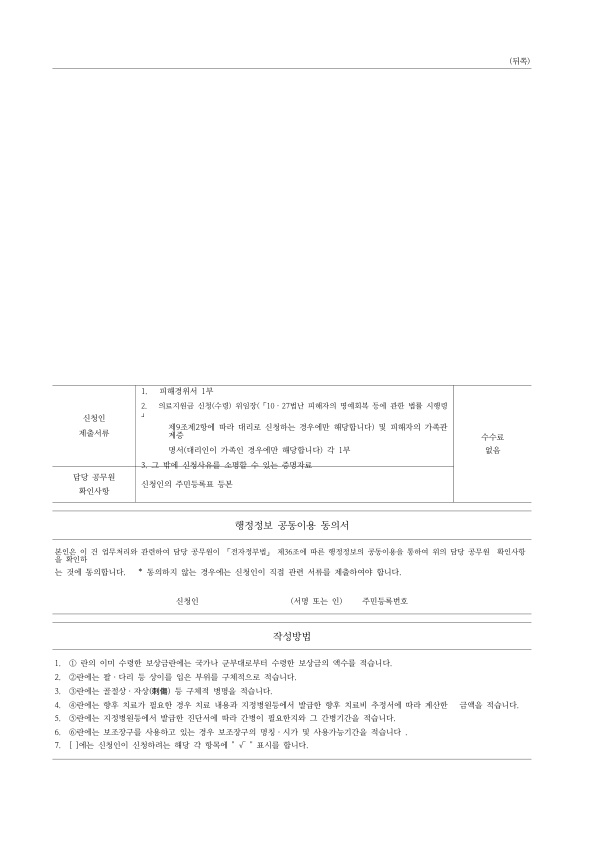 (뒤쪽)
신청인
제출서류
1. 피해경위서 1부
2. 의료지원금 신청(수령) 위임장(「10ㆍ27법난 피해자의 명예회복 등에 관한 법률 시행령
」
제9조제2항에 따라 대리로 신청하는 경우에만 해당합니다) 및 피해자의 가족관
계증
명서(대리인이 가족인 경우에만 해당합니다) 각 1부
3. 그 밖에 신청사유를 소명할 수 있는 증명자료
수수료
없음
담당 공무원
확인사항
신청인의 주민등록표 등본
행정정보 공동이용 동의서
본인은 이 건 업무처리와 관련하여 담당 공무원이 「전자정부법」 제36조에 따른 행정정보의 공동이용을 통하여 위의 담당 공무원 확인사항
을 확인하
는 것에 동의합니다. * 동의하지 않는 경우에는 신청인이 직접 관련 서류를 제출하여야 합니다.
신청인 (서명 또는 인) 주민등록번호
작성방법
1. ① 란의 이미 수령한 보상금란에는 국가나 군부대로부터 수령한 보상금의 액수를 적습니다.
2. ②란에는 팔ㆍ다리 등 상이를 입은 부위를 구체적으로 적습니다.
3. ③란에는 골절상ㆍ자상(刺傷) 등 구체적 병명을 적습니다.
4. ④란에는 향후 치료가 필요한 경우 치료 내용과 지정병원등에서 발급한 향후 치료비 추정서에 따라 계산한 금액을 적습니다.
5. ⑤란에는 지정병원등에서 발급한 진단서에 따라 간병이 필요한지와 그 간병기간을 적습니다.
6. ⑥란에는 보조장구를 사용하고 있는 경우 보조장구의 명칭ㆍ시가 및 사용가능기간을 적습니다 .
7. [ ]에는 신청인이 신청하려는 해당 각 항목에 " √ " 표시를 합니다.